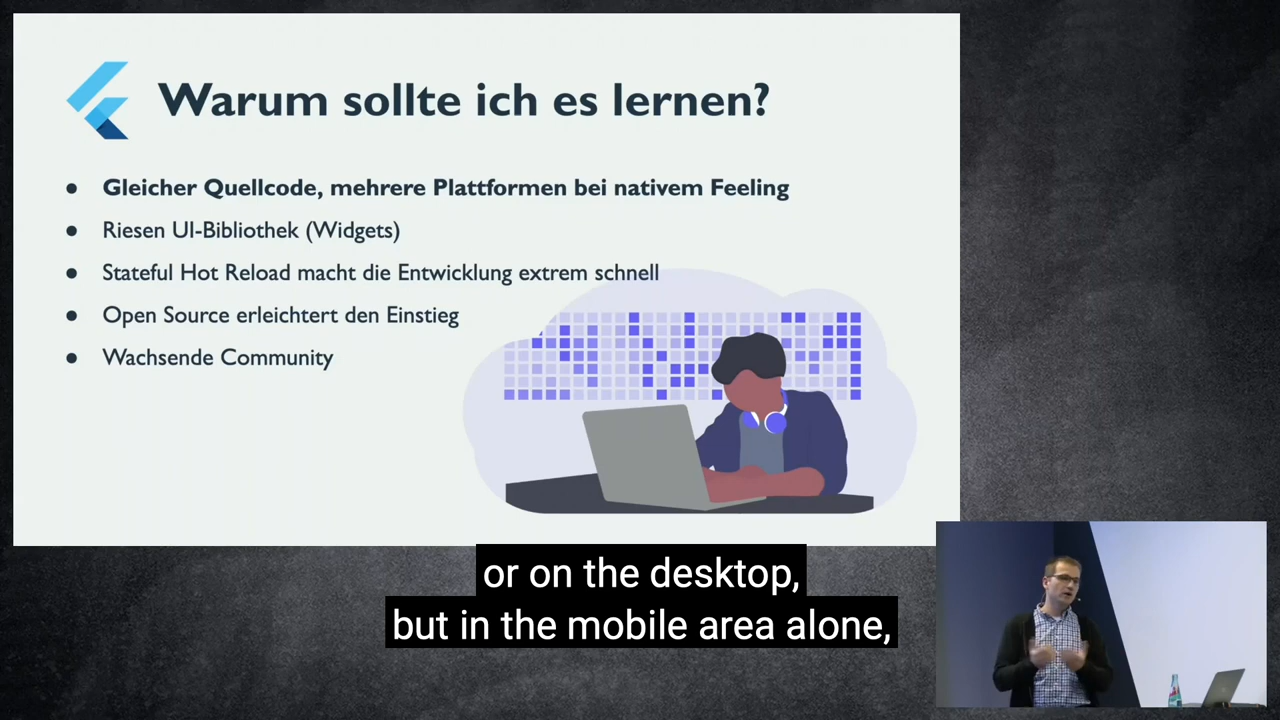 Warum sollte ich es lernen?
● Gleicher Quellcode, mehrere Plattformen bei nativem Feeling
● Riesen UI-Bibliothek (Widgets)
● Stateful Hot Reload macht die Entwicklung extrem schnell
● Open Source erleichtert den Einstieg
● Wachsende Community
or on the desktop,
but in the mobile area alone,